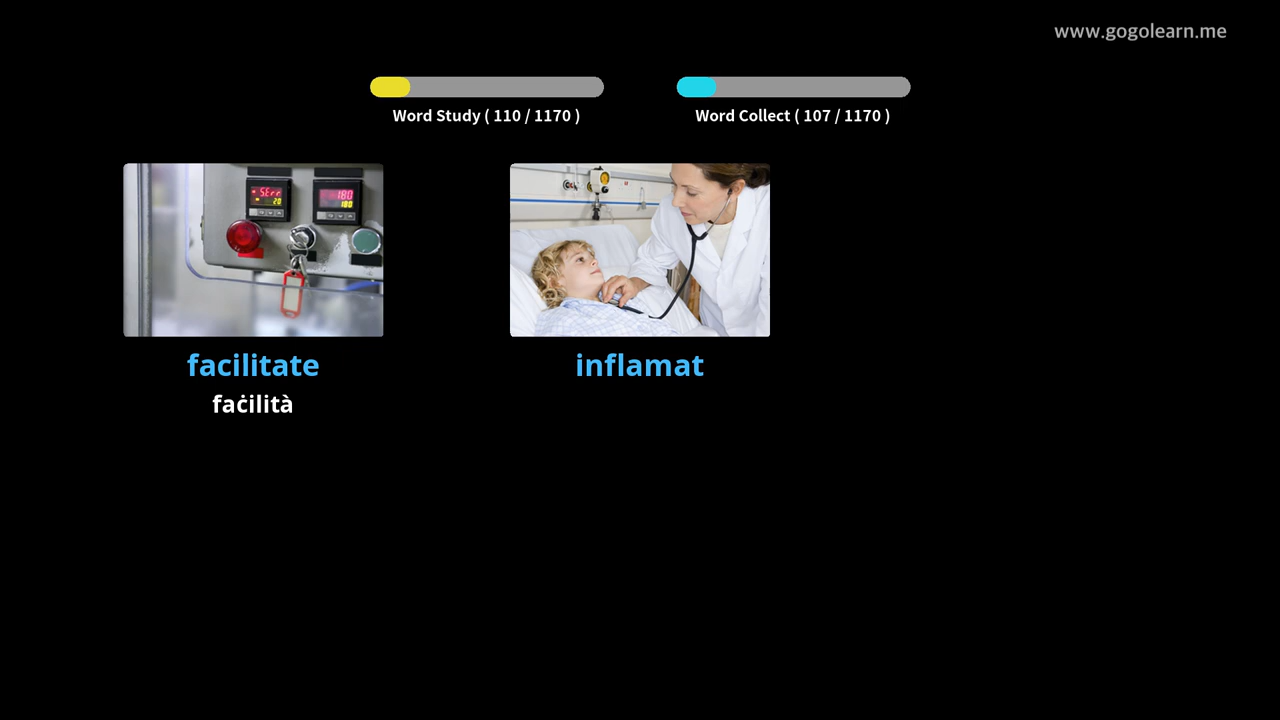 www.gogolearn.me
Word Study ( 110 / 1170 )
Word Collect ( 107 / 1170 )
facilitate
faċilità
inflamat